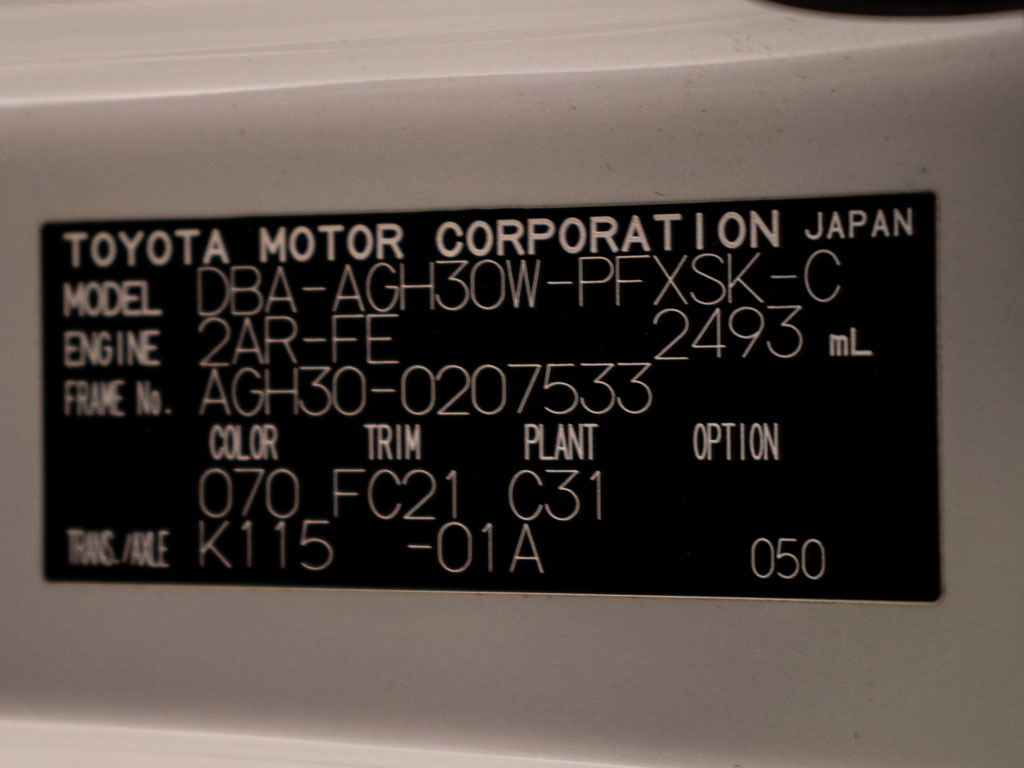 TOYOTA MOTOR CORPORATION JAPAN
MODEL DBA-AGH30W-PFXSK-C
ENGINE 2AR-FE 2493 mL
FRAME No. AGH30-0207533
COLOR TRIM PLANT OPTION
070 FC21 C31
TRANS./AXLE K115 -01A 050